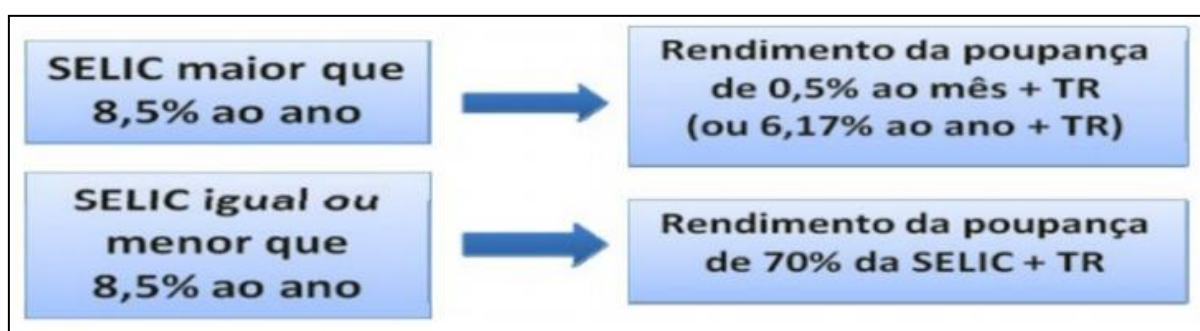 SELIC maior que
8,5% ao ano
Rendimento da poupança
de 0,5% ao mês + TR
(ou 6,17% ao ano + TR)
SELIC igual ou
menor que
8,5% ao ano
Rendimento da poupança
de 70% da SELIC + TR